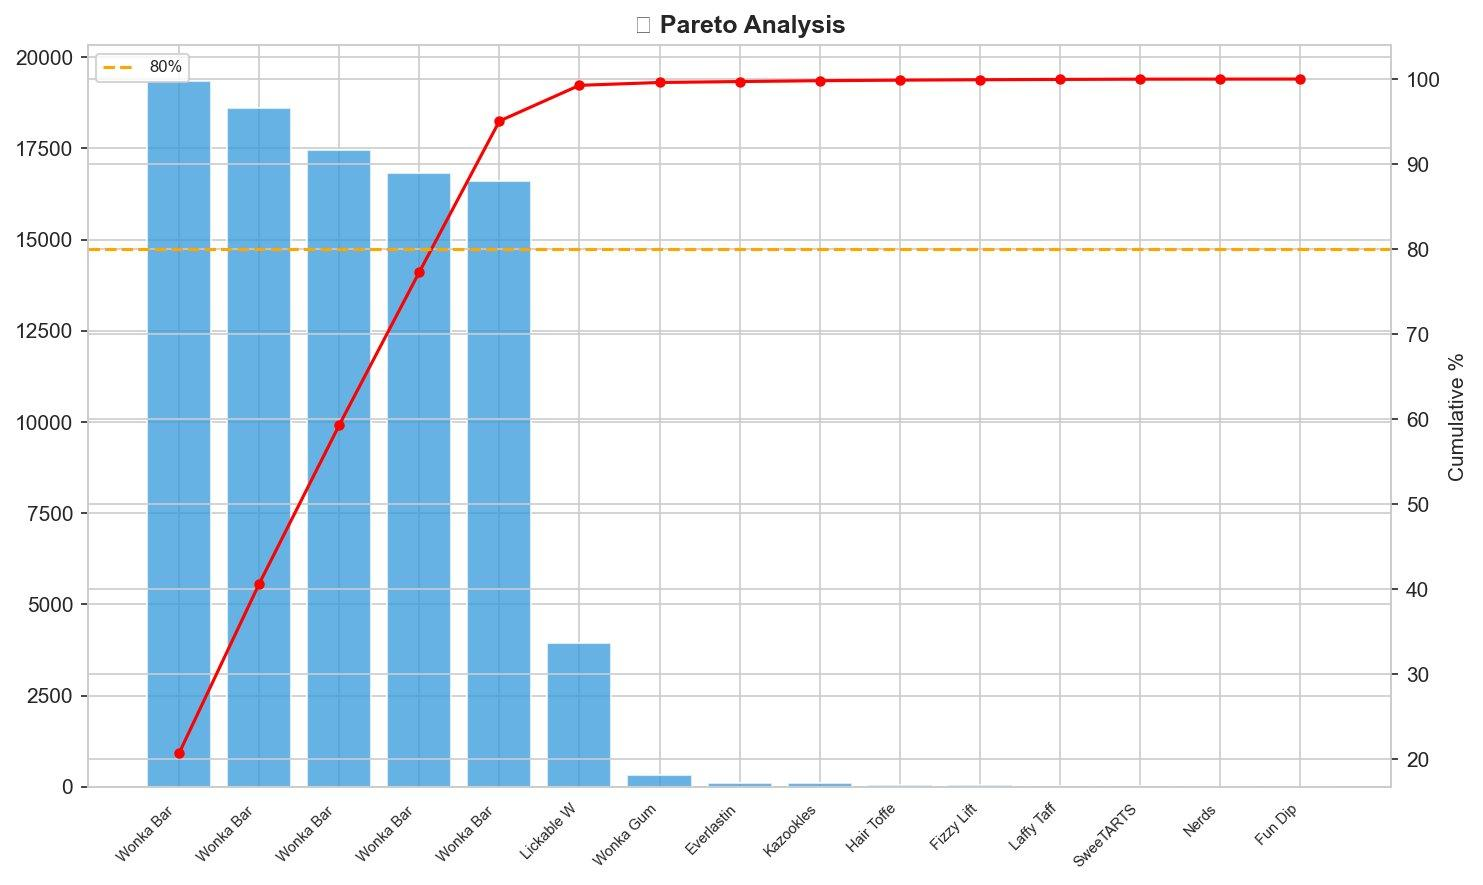 Pareto Analysis
80%
20000
17500
15000
12500
10000
7500
5000
2500
0
100
90
80
70
60
50
40
30
20
Cumulative %
Wonka Bar
Wonka Bar
Wonka Bar
Wonka Bar
Wonka Bar
Lickable W
Wonka Gum
Everlastin
Kazookles
Hair Toffe
Fizzy Lift
Laffy Taff
SweeTARTS
Nerds
Fun Dip